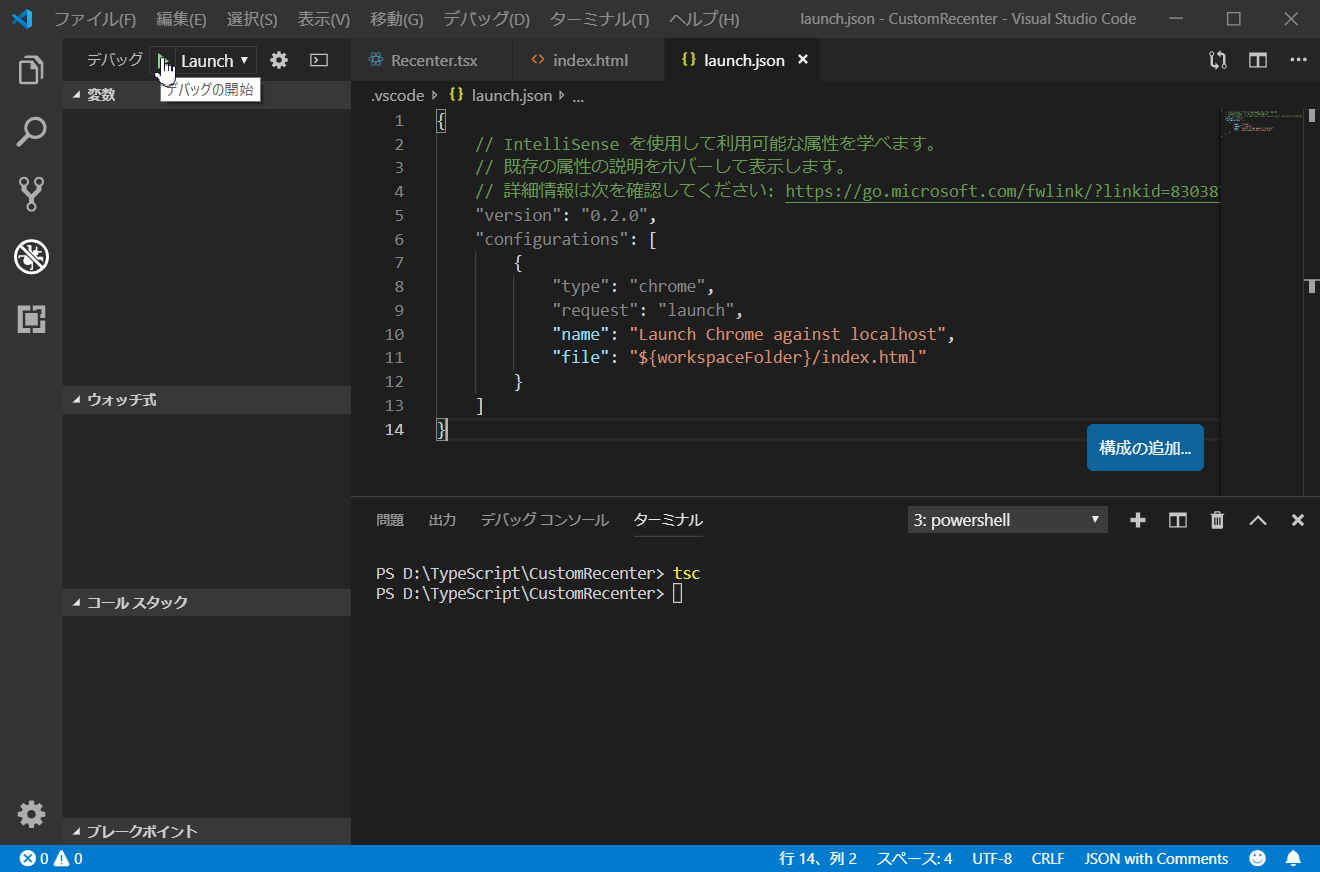 ファイル(F) 編集(E) 選択(S) 表示(V) 移動(G) デバッグ(D) ターミナル(T) ヘルプ(H) launch.json - CustomRecenter - Visual Studio Code
デバッグ Launch
デバッグの開始
変数
ウォッチ式
コール スタック
ブレークポイント
Recenter.tsx index.html launch.json
.vscode launch.json ...
1 {
2 // IntelliSense を使用して利用可能な属性を学べます。
3 // 既存の属性の説明をホバーして表示します。
4 // 詳細情報は次を確認してください: https://go.microsoft.com/fwlink/?linkid=83038
5 "version": "0.2.0",
6 "configurations": [
7 {
8 "type": "chrome",
9 "request": "launch",
10 "name": "Launch Chrome against localhost",
11 "file": "${workspaceFolder}/index.html"
12 }
13 ]
14 }
構成の追加...
問題 出力 デバッグ コンソール ターミナル 3: powershell
PS D:\TypeScript\CustomRecenter> tsc
PS D:\TypeScript\CustomRecenter>
0 0 行 14、列 2 スペース: 4 UTF-8 CRLF JSON with Comments